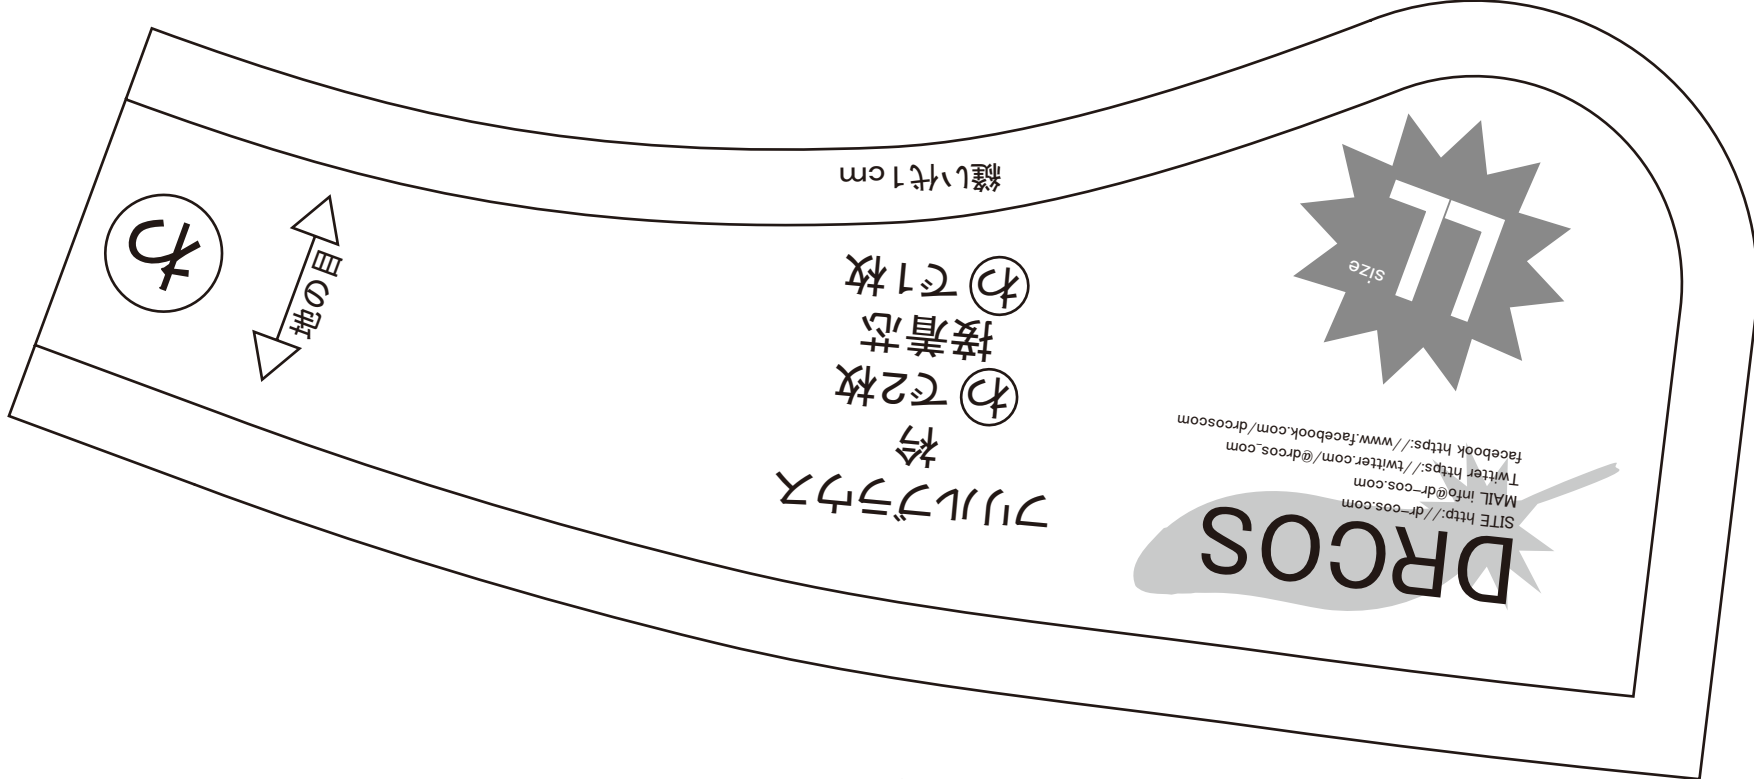 DRCOS
SITE http://dr-cos.com
MAIL info@dr-cos.com
Twitter https://twitter.com/@drcos_com
facebook https://www.facebook.com/drcoscom
LL size
フリルブラウス
衿
わで2枚
接着芯
わで1枚
縫い代1cm
地の目
わ